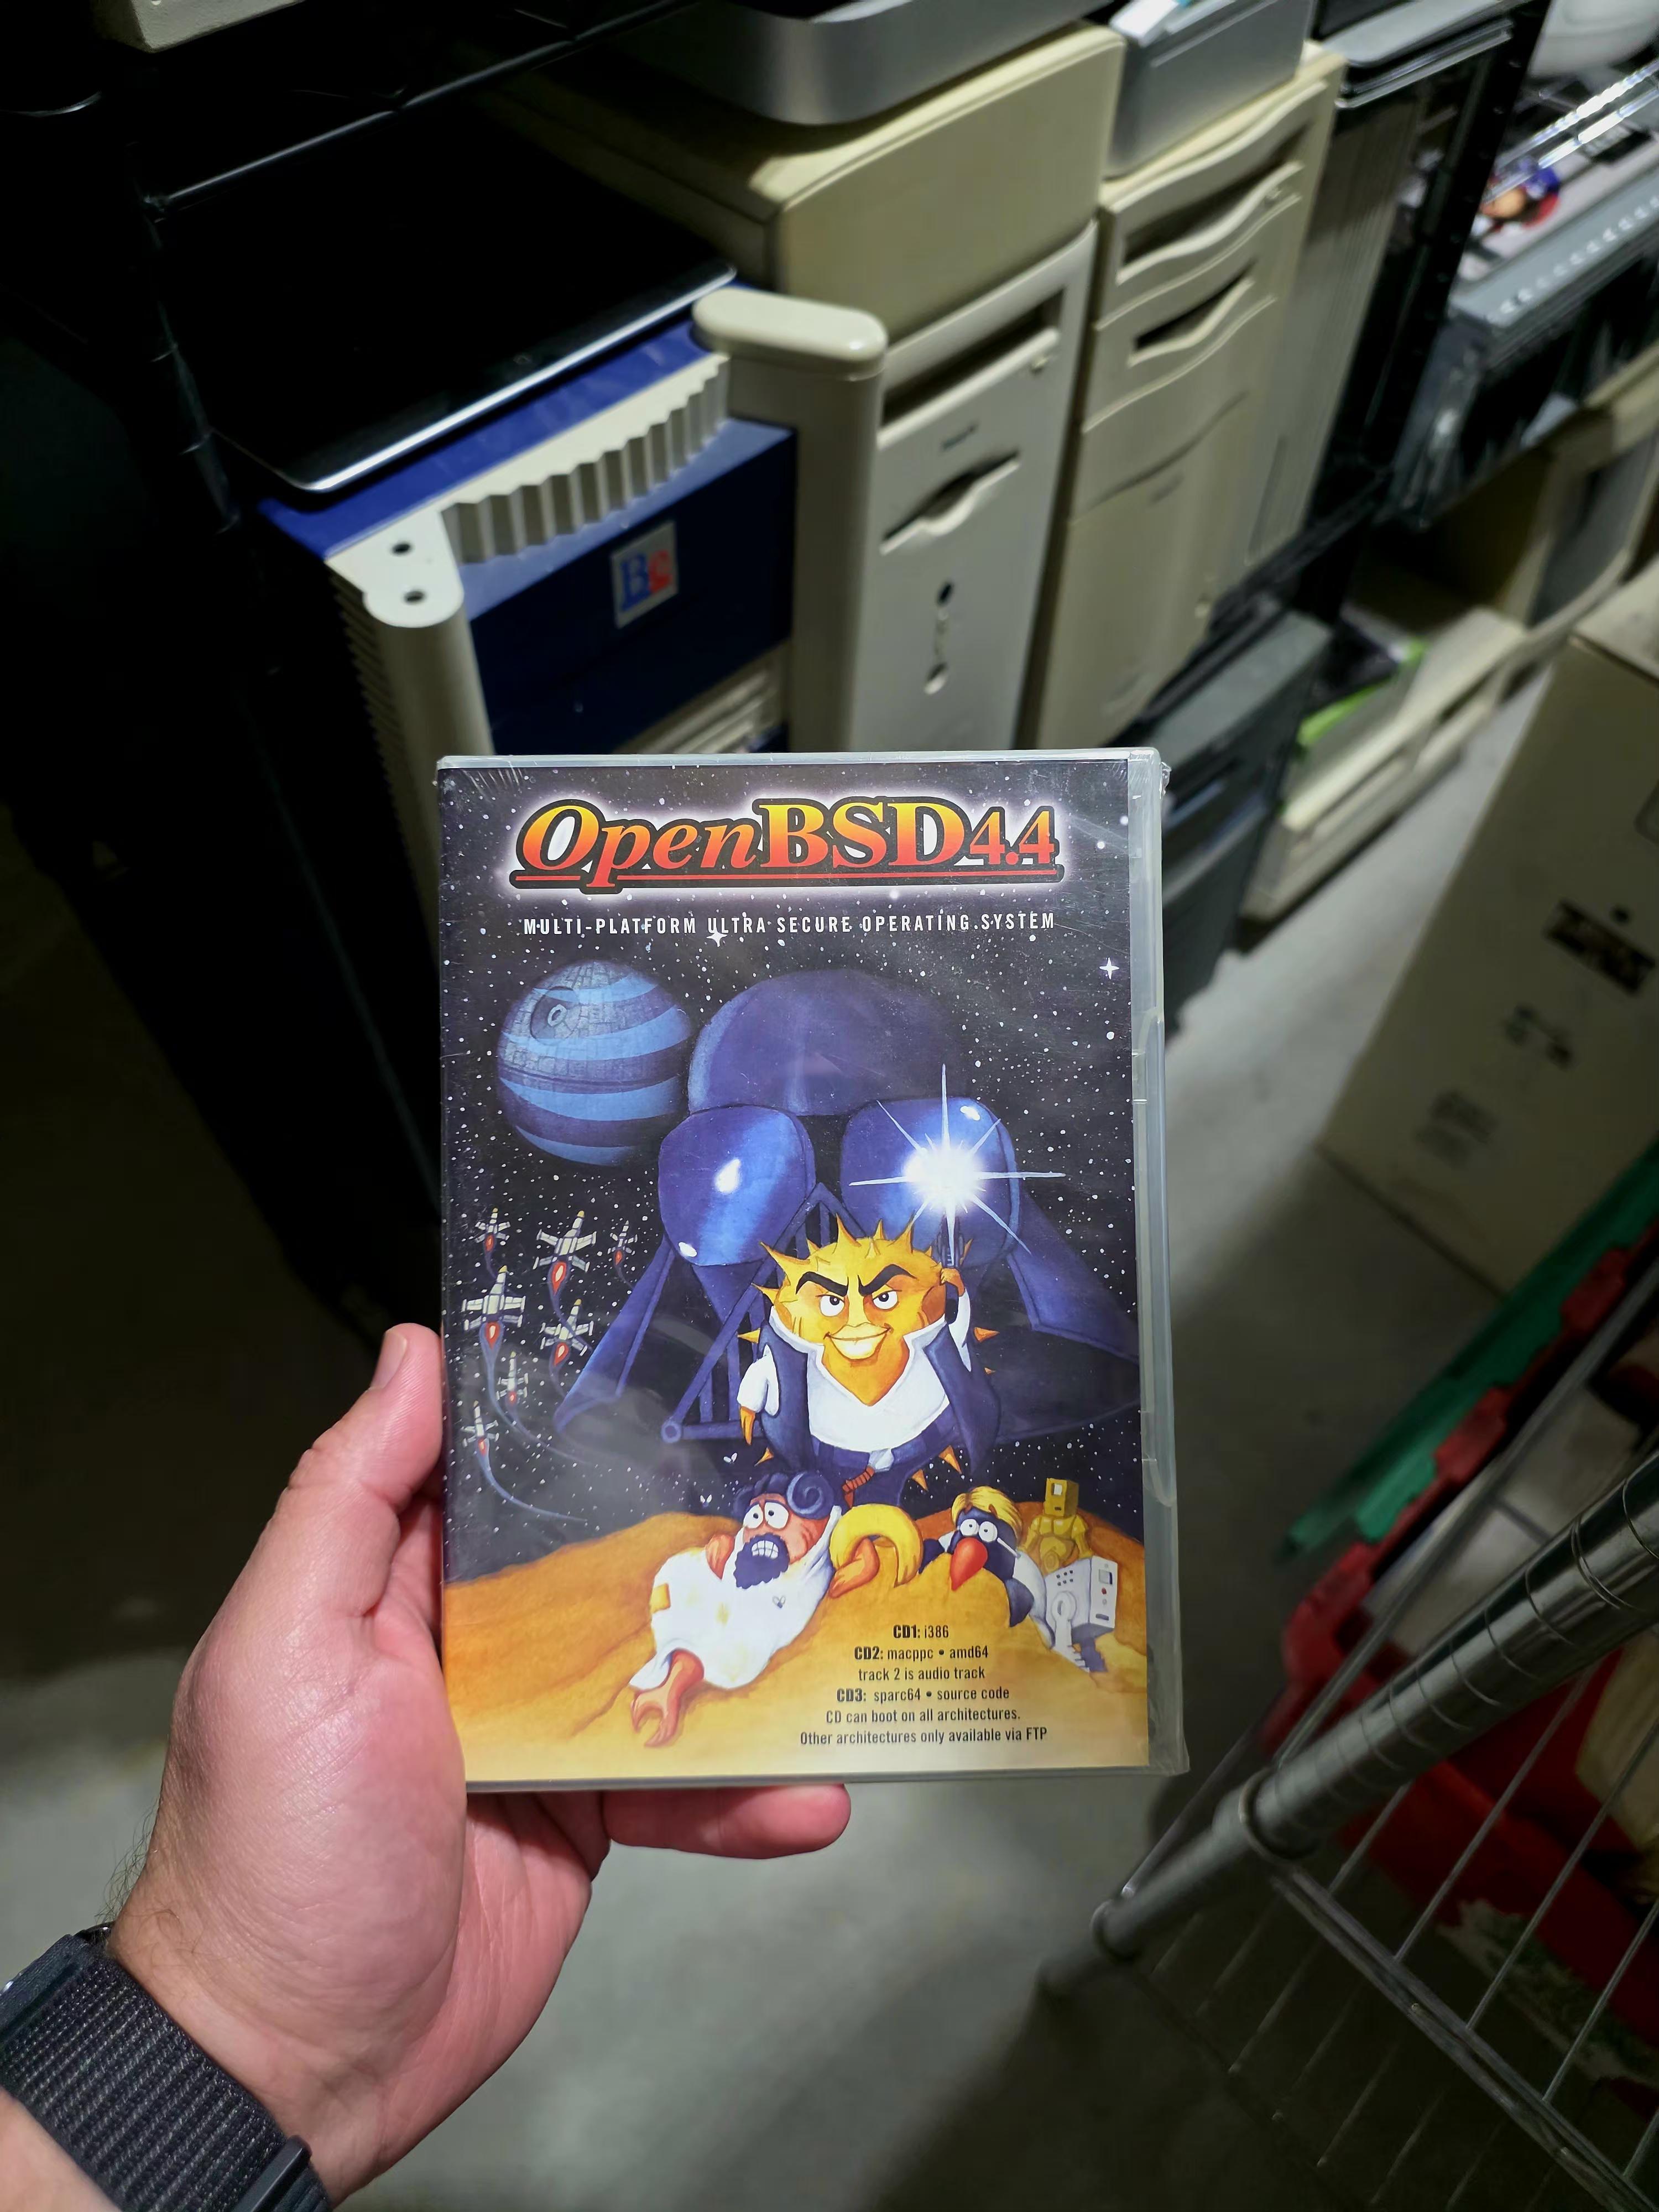 BC
OpenBSD4.4
MULTI-PLATFORM ULTRA SECURE OPERATING SYSTEM
CD1: i386
CD2: macppc • amd64
track 2 is audio track
CD3: sparc64 • source code
CD can boot on all architectures.
Other architectures only available via FTP